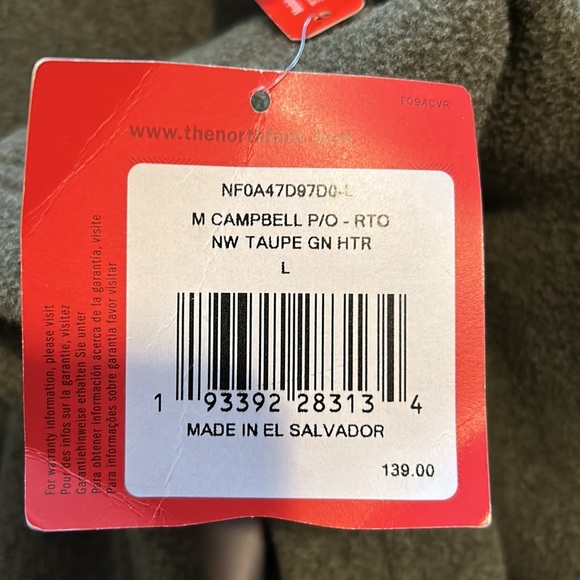 F09ACVR
www.thenorthface.com
NF0A47D97D0-L
M CAMPBELL P/O - RTO
NW TAUPE GN HTR
L
1 93392 28313 4
MADE IN EL SALVADOR
139.00
For warranty information, please visit
Pour des infos sur la garantie, visitez
Garantiehinweise erhalten Sie unter
Para obtener información acerca de la garantía, visite
Para informações sobre garantia favor visitar